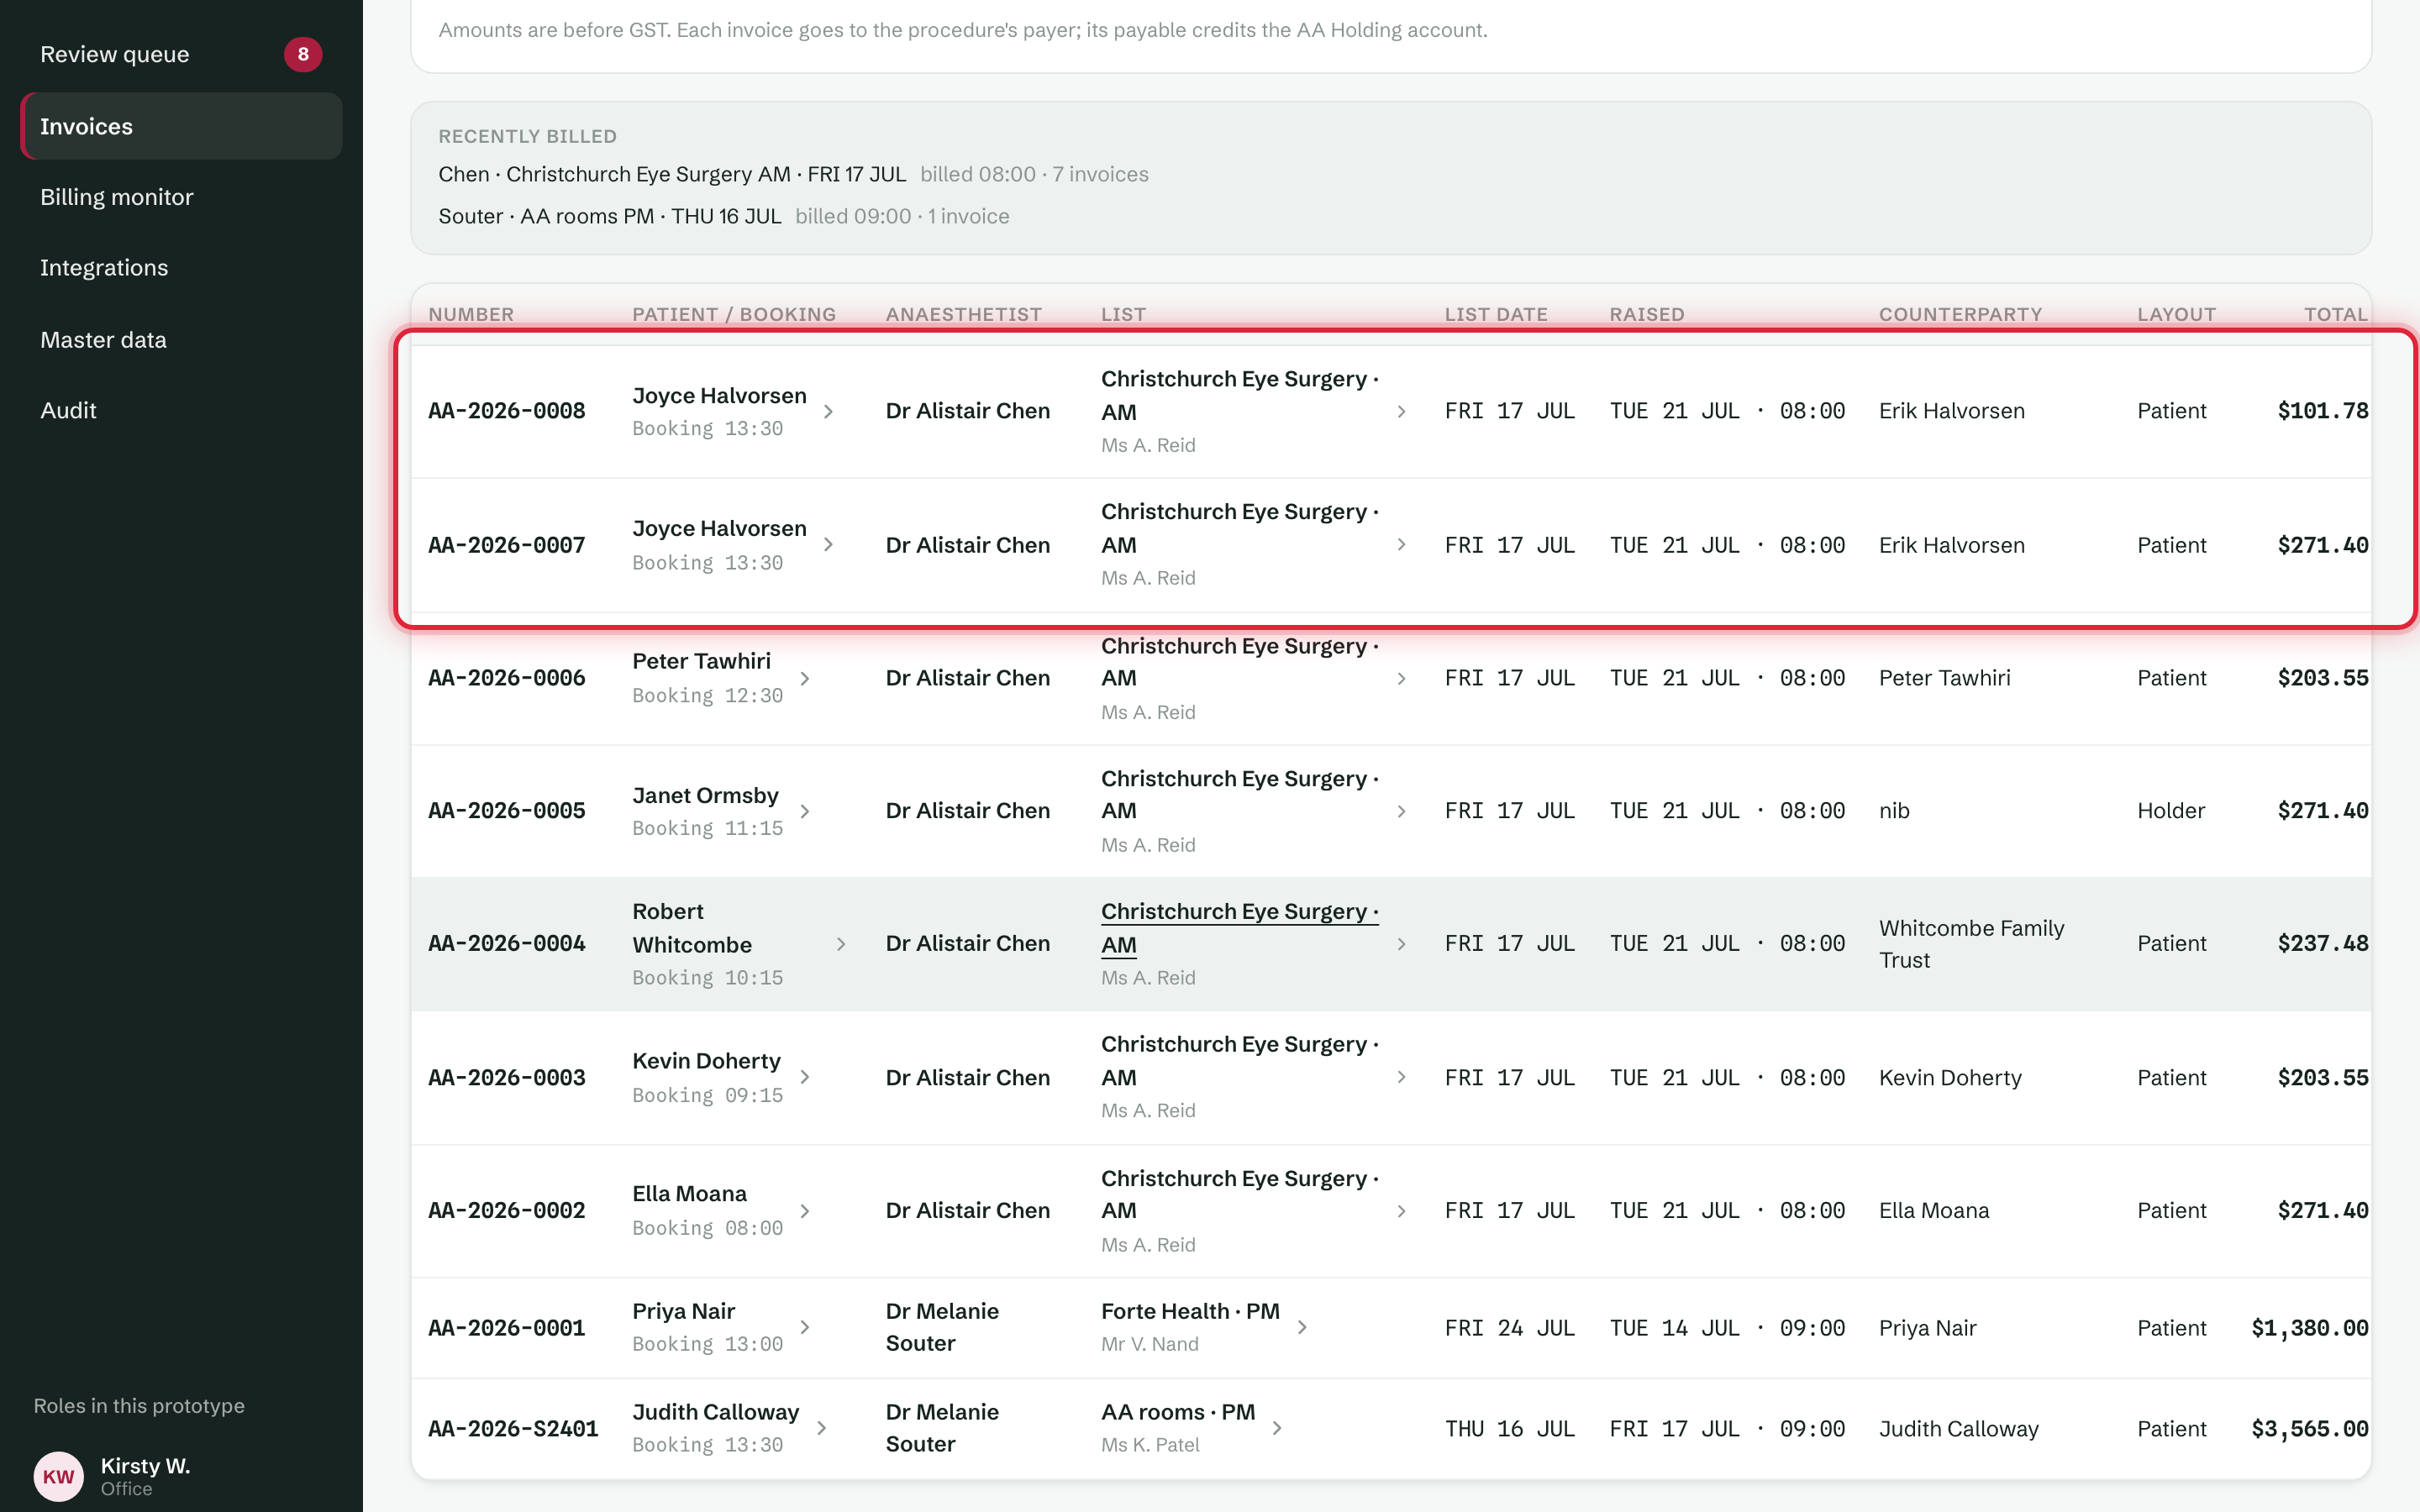 Review queue 8
Invoices
Billing monitor
Integrations
Master data
Audit
Roles in this prototype
KW
Kirsty W.
Office
Amounts are before GST. Each invoice goes to the procedure's payer; its payable credits the AA Holding account.
RECENTLY BILLED
Chen · Christchurch Eye Surgery AM · FRI 17 JUL billed 08:00 · 7 invoices
Souter · AA rooms PM · THU 16 JUL billed 09:00 · 1 invoice
NUMBER PATIENT / BOOKING ANAESTHETIST LIST LIST DATE RAISED COUNTERPARTY LAYOUT TOTAL
AA-2026-0008 Joyce Halvorsen Booking 13:30 Dr Alistair Chen Christchurch Eye Surgery · AM Ms A. Reid FRI 17 JUL TUE 21 JUL · 08:00 Erik Halvorsen Patient $101.78
AA-2026-0007 Joyce Halvorsen Booking 13:30 Dr Alistair Chen Christchurch Eye Surgery · AM Ms A. Reid FRI 17 JUL TUE 21 JUL · 08:00 Erik Halvorsen Patient $271.40
AA-2026-0006 Peter Tawhiri Booking 12:30 Dr Alistair Chen Christchurch Eye Surgery · AM Ms A. Reid FRI 17 JUL TUE 21 JUL · 08:00 Peter Tawhiri Patient $203.55
AA-2026-0005 Janet Ormsby Booking 11:15 Dr Alistair Chen Christchurch Eye Surgery · AM Ms A. Reid FRI 17 JUL TUE 21 JUL · 08:00 nib Holder $271.40
AA-2026-0004 Robert Whitcombe Booking 10:15 Dr Alistair Chen Christchurch Eye Surgery · AM Ms A. Reid FRI 17 JUL TUE 21 JUL · 08:00 Whitcombe Family Trust Patient $237.48
AA-2026-0003 Kevin Doherty Booking 09:15 Dr Alistair Chen Christchurch Eye Surgery · AM Ms A. Reid FRI 17 JUL TUE 21 JUL · 08:00 Kevin Doherty Patient $203.55
AA-2026-0002 Ella Moana Booking 08:00 Dr Alistair Chen Christchurch Eye Surgery · AM Ms A. Reid FRI 17 JUL TUE 21 JUL · 08:00 Ella Moana Patient $271.40
AA-2026-0001 Priya Nair Booking 13:00 Dr Melanie Souter Forte Health · PM Mr V. Nand FRI 24 JUL TUE 14 JUL · 09:00 Priya Nair Patient $1,380.00
AA-2026-S2401 Judith Calloway Booking 13:30 Dr Melanie Souter AA rooms · PM Ms K. Patel THU 16 JUL FRI 17 JUL · 09:00 Judith Calloway Patient $3,565.00